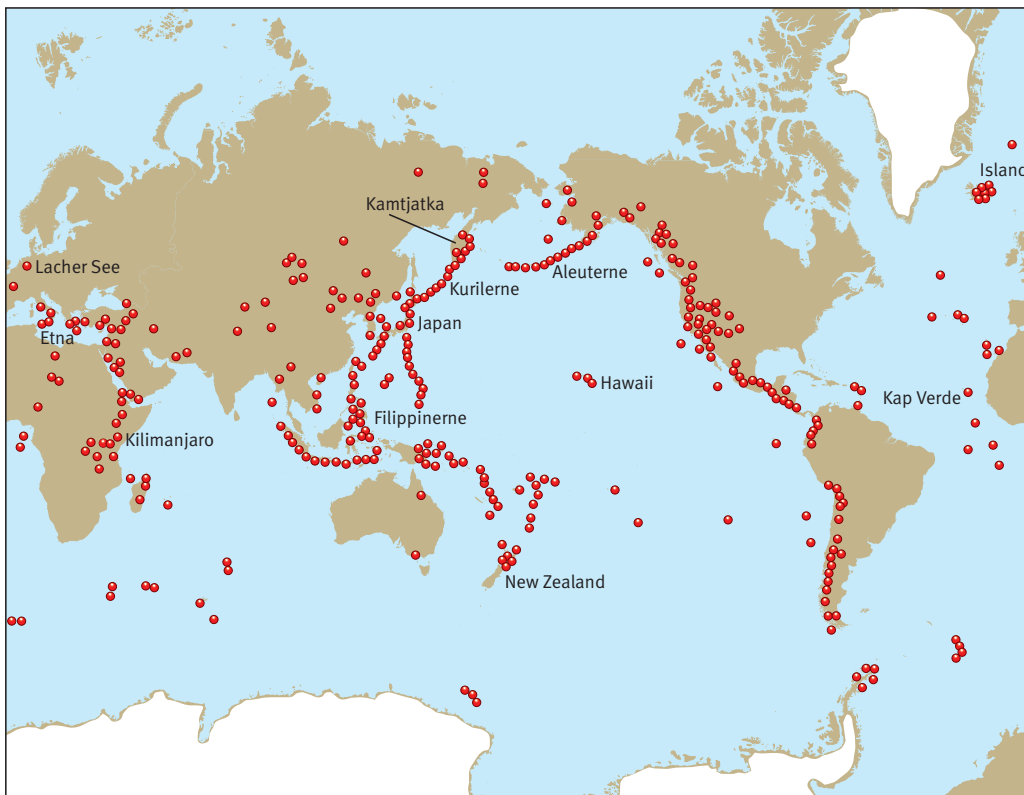 Island
Kamtjatka
Lacher See
Aleuterne
Kurilerne
Japan
Etna
Hawaii
Kap Verde
Filippinerne
Kilimanjaro
New Zealand